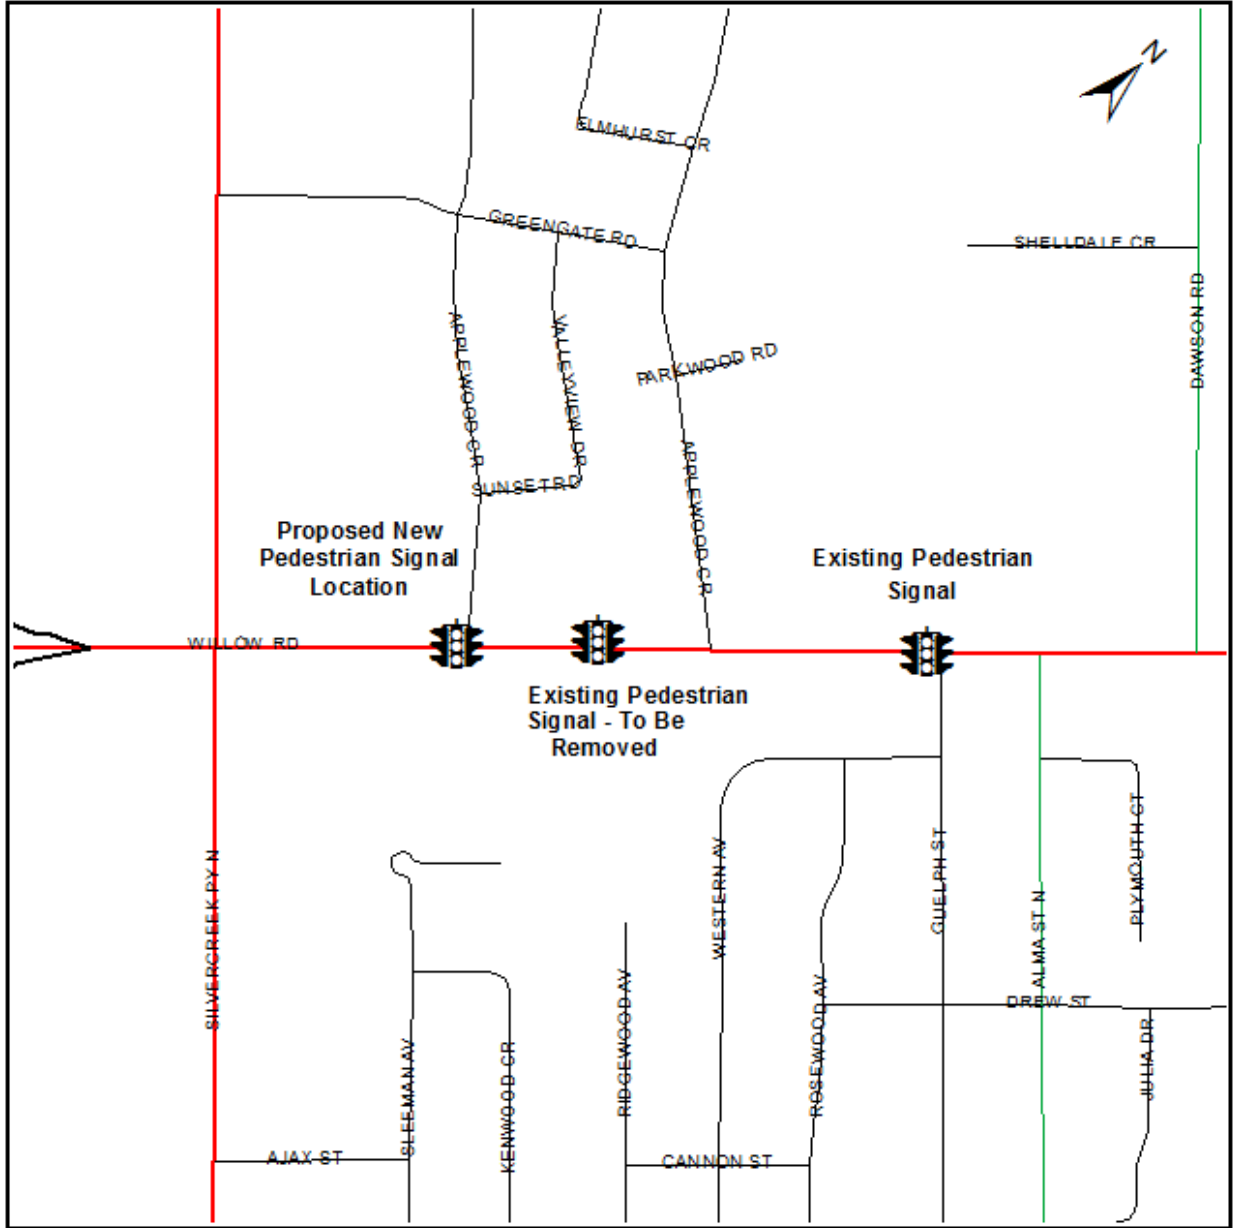 N
ELMHURST CR
GREENGATE RD
SHELLDALE CR
DAWSON RD
APPLEWOOD CR
VALLEYVIEW DR
PARKWOOD RD
APPLEWOOD CR
SUNSET RD
Proposed New
Pedestrian Signal
Location
Existing Pedestrian
Signal
WILLOW RD
Existing Pedestrian
Signal - To Be
Removed
SILVERCREEK PY N
WESTERN AV
GUELPH ST
ALMA ST N
PLYMOUTH CT
DREW ST
SLEEMAN AV
KENWOOD CR
RIDGEWOOD AV
ROSEWOOD AV
JULIA DR
AJAX ST
CANNON ST